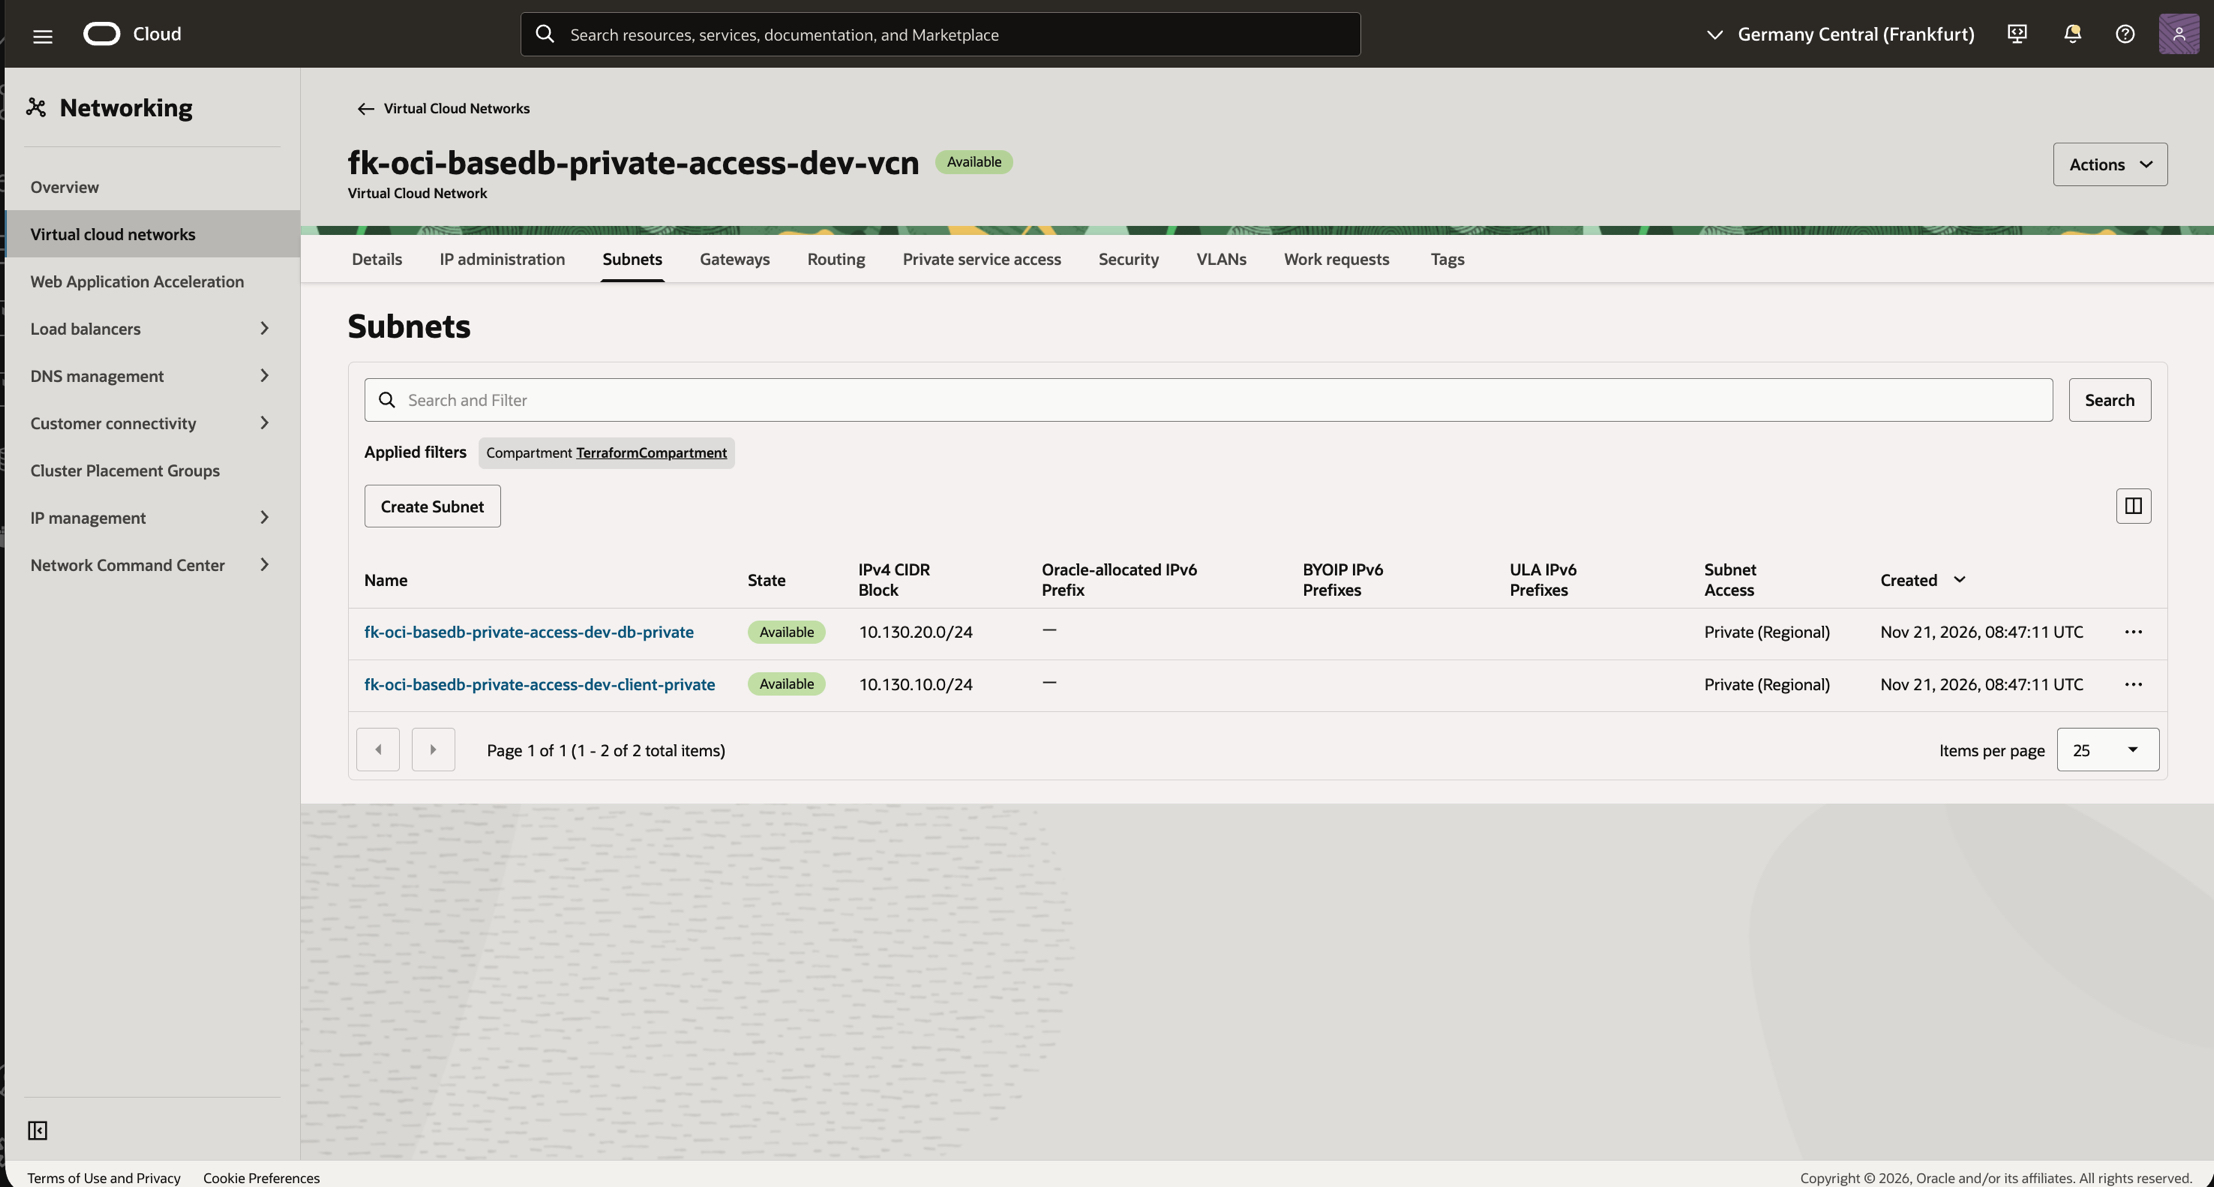 Cloud
Search resources, services, documentation, and Marketplace
Germany Central (Frankfurt)
Networking
Overview
Virtual cloud networks
Web Application Acceleration
Load balancers
DNS management
Customer connectivity
Cluster Placement Groups
IP management
Network Command Center
Virtual Cloud Networks
fk-oci-basedb-private-access-dev-vcn Available
Virtual Cloud Network
Actions
Details IP administration Subnets Gateways Routing Private service access Security VLANs Work requests Tags
Subnets
Search and Filter Search
Applied filters Compartment TerraformCompartment
Create Subnet
Name State IPv4 CIDR Block Oracle-allocated IPv6 Prefix BYOIP IPv6 Prefixes ULA IPv6 Prefixes Subnet Access Created
fk-oci-basedb-private-access-dev-db-private Available 10.130.20.0/24 — Private (Regional) Nov 21, 2026, 08:47:11 UTC
fk-oci-basedb-private-access-dev-client-private Available 10.130.10.0/24 — Private (Regional) Nov 21, 2026, 08:47:11 UTC
Page 1 of 1 (1 - 2 of 2 total items) Items per page 25
Terms of Use and Privacy Cookie Preferences
Copyright © 2026, Oracle and/or its affiliates. All rights reserved.